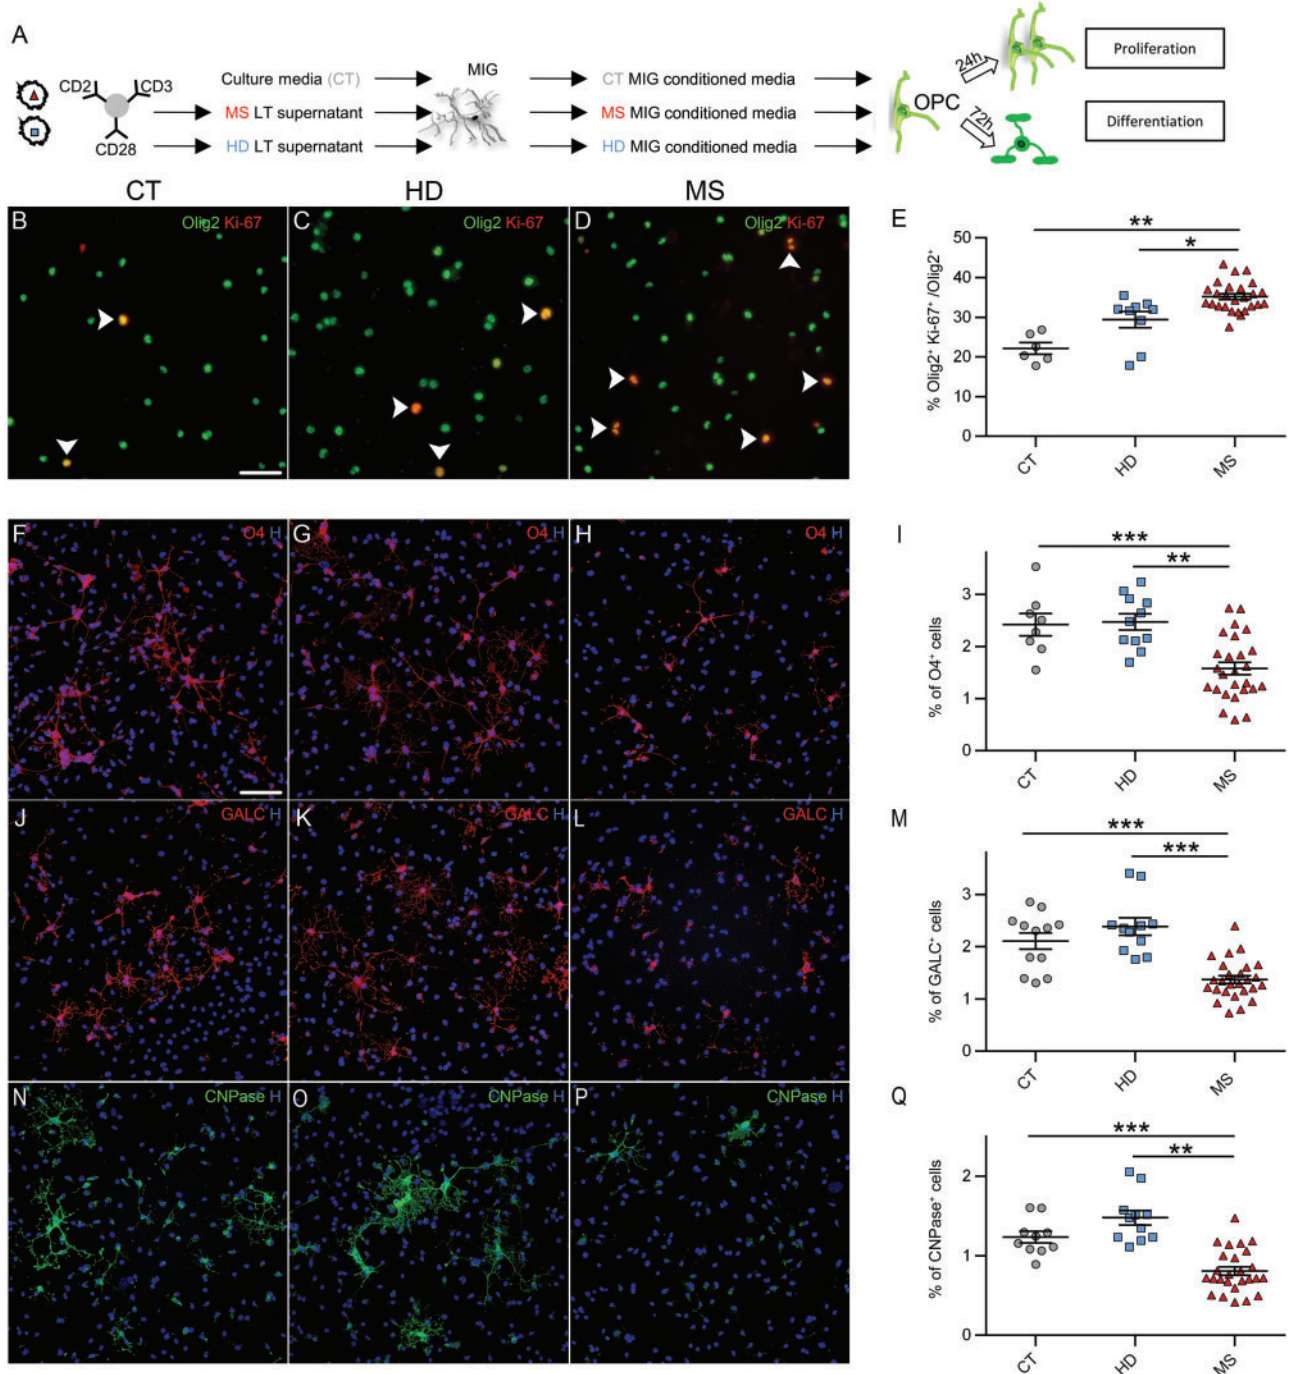 A
CD2
CD3
CD28
Culture media (CT)
MS LT supernatant
HD LT supernatant
MIG
CT MIG conditioned media
MS MIG conditioned media
HD MIG conditioned media
OPC
24h
72h
Proliferation
Differentiation
CT
HD
MS
B
Olig2 Ki-67
C
Olig2 Ki-67
D
Olig2 Ki-67
E
**
*
% Olig2⁺ Ki-67⁺ /Olig2⁺
50
40
30
20
10
0
CT
HD
MS
F
O4 H
G
O4 H
H
O4 H
I
***
**
% of O4⁺ cells
3
2
1
0
CT
HD
MS
J
GALC H
K
GALC H
L
GALC H
M
***
***
% of GALC⁺ cells
3
2
1
0
CT
HD
MS
N
CNPase H
O
CNPase H
P
CNPase H
Q
***
**
% of CNPase⁺ cells
2
1
0
CT
HD
MS